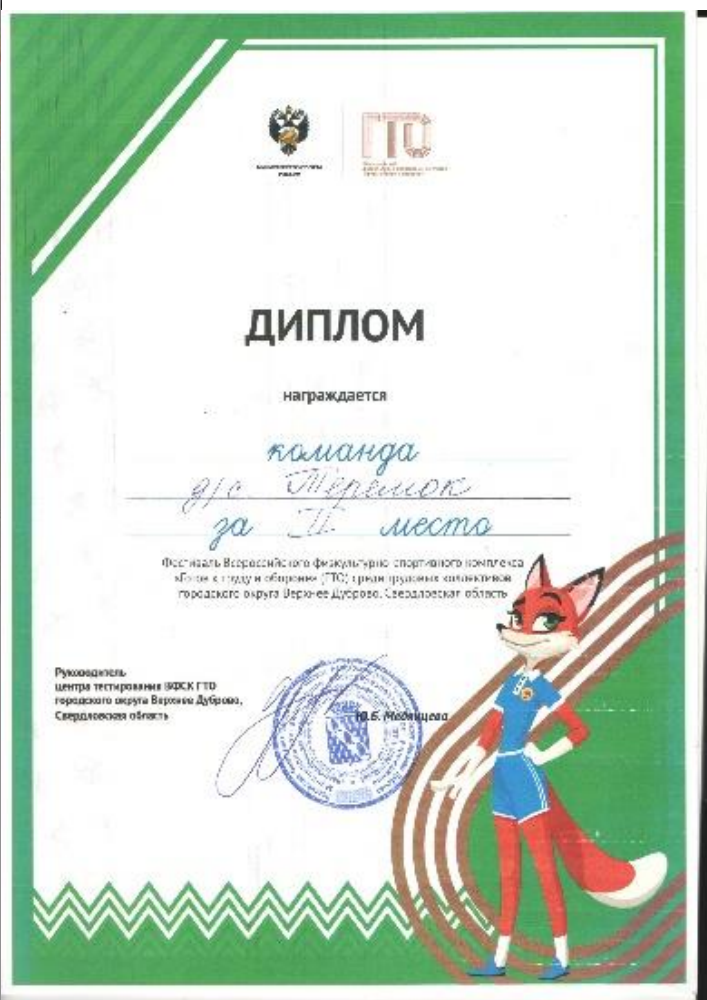 ГТО
ДИПЛОМ
награждается
команда
д/с. Теремок
за II место
Фестиваль Всероссийского физкультурно-спортивного комплекса
«Готов к труду и обороне» (ГТО) среди трудовых коллективов
городского округа Верхнее Дуброво, Свердловская область
Руководитель
центра тестирования ВФСК ГТО
городского округа Верхнее Дуброво,
Свердловская область
Ю.Б.